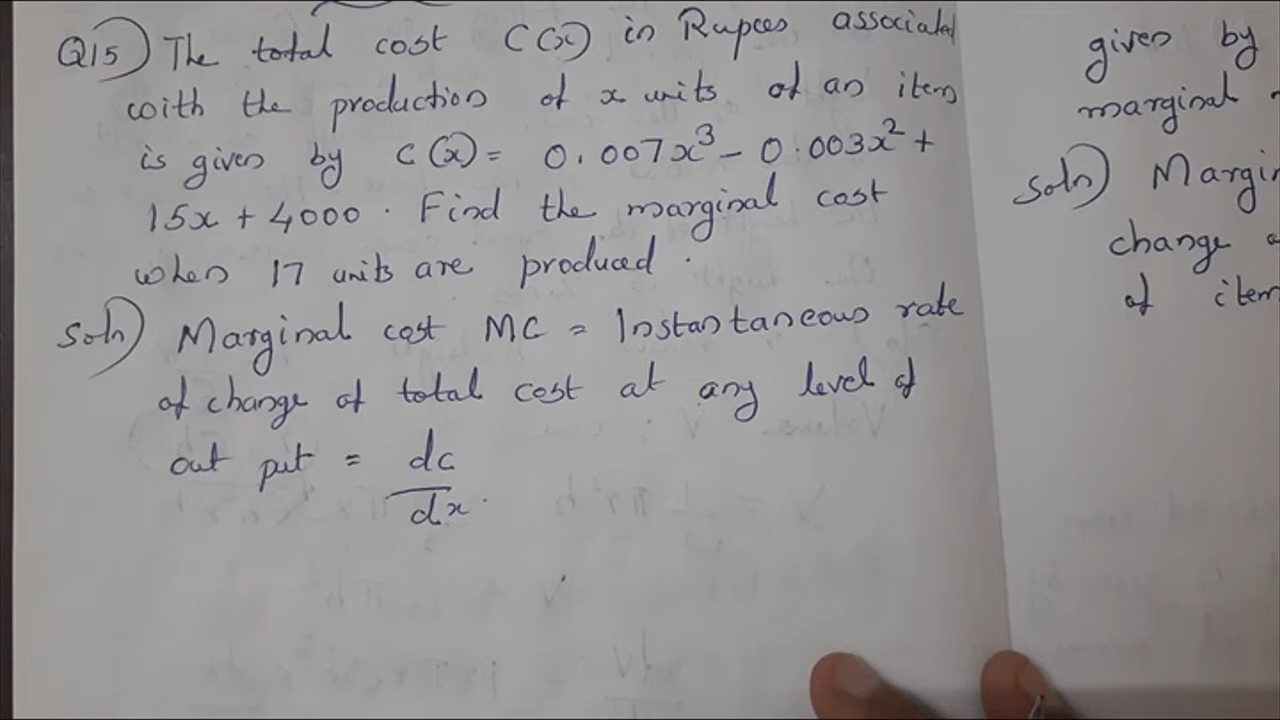 Q15) The total cost C(x) in Rupees associated
with the production of x units of an item
is given by C(x) = 0.007x³ - 0.003x² +
15x + 4000. Find the marginal cost
when 17 units are produced.
Soln) Marginal cost MC = Instantaneous rate
of change of total cost at any level of
out put = dc
dx.
given by
marginal
Soln) Margin
change
of item